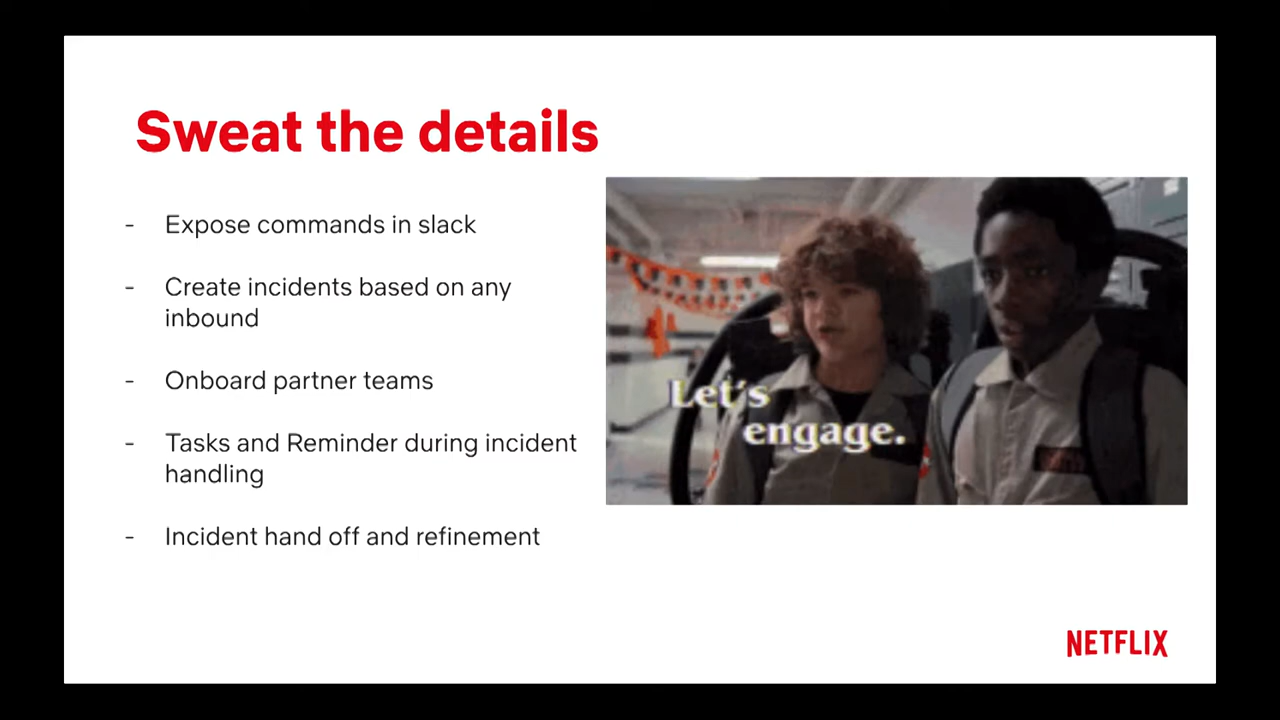 Sweat the details
- Expose commands in slack
- Create incidents based on any
inbound
- Onboard partner teams
- Tasks and Reminder during incident
handling
- Incident hand off and refinement
Let's
engage.
NETFLIX